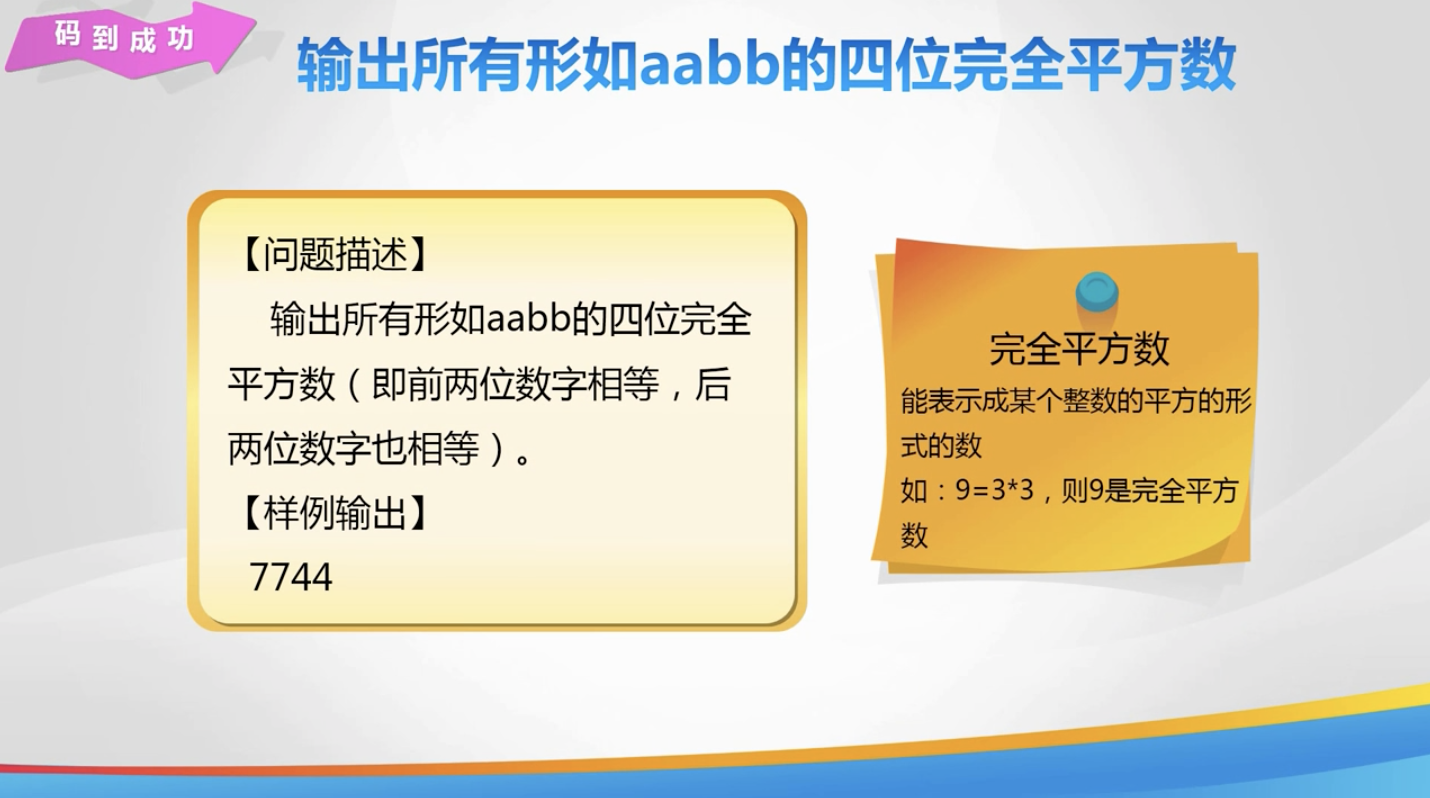 码到成功
输出所有形如aabb的四位完全平方数
【问题描述】
输出所有形如aabb的四位完全
平方数（即前两位数字相等，后
两位数字也相等）。
【样例输出】
7744
完全平方数
能表示成某个整数的平方的形
式的数
如：9=3*3，则9是完全平方
数